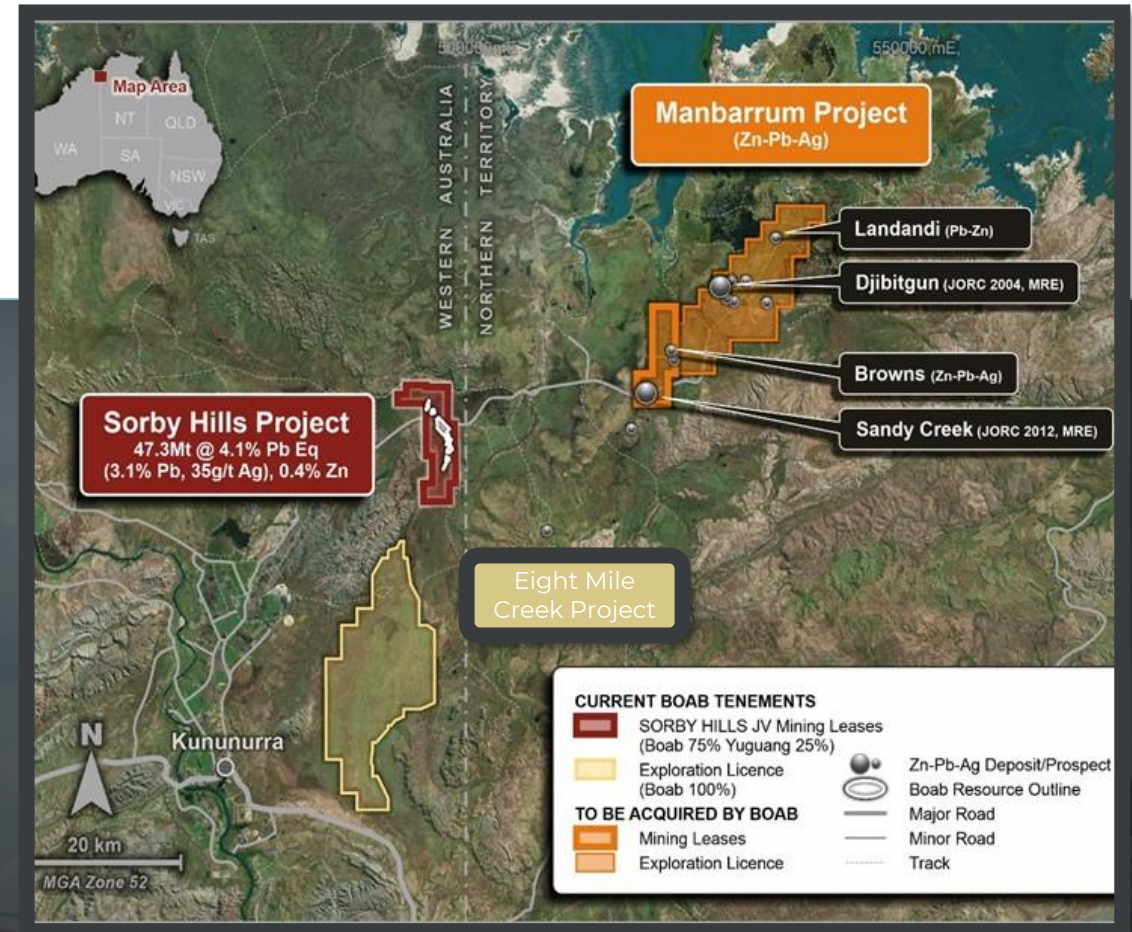 500000mE
550000 mE
Map Area
NT
QLD
WA
SA
NSW
VIC
TAS
WESTERN AUSTRALIA
NORTHERN TERRITORY
Manbarrum Project
(Zn-Pb-Ag)
Landandi (Pb-Zn)
Djibitgun (JORC 2004, MRE)
Browns (Zn-Pb-Ag)
Sandy Creek (JORC 2012, MRE)
Sorby Hills Project
47.3Mt @ 4.1% Pb Eq
(3.1% Pb, 35g/t Ag), 0.4% Zn
Eight Mile
Creek Project
N
Kununurra
20 km
MGA Zone 52
CURRENT BOAB TENEMENTS
SORBY HILLS JV Mining Leases
(Boab 75% Yuguang 25%)
Exploration Licence
(Boab 100%)
TO BE ACQUIRED BY BOAB
Mining Leases
Exploration Licence
Zn-Pb-Ag Deposit/Prospect
Boab Resource Outline
Major Road
Minor Road
Track